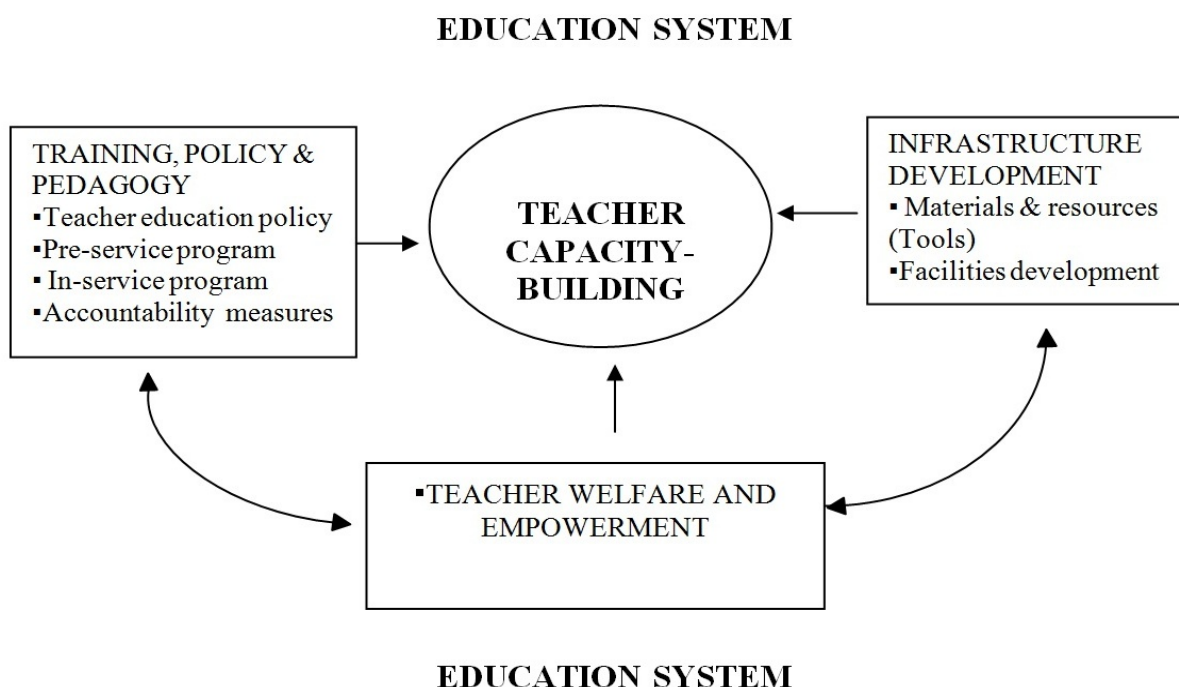 EDUCATION SYSTEM
TRAINING, POLICY &
PEDAGOGY
▪Teacher education policy
▪Pre-service program
▪ In-service program
▪Accountability measures
TEACHER
CAPACITY-
BUILDING
INFRASTRUCTURE
DEVELOPMENT
▪ Materials & resources
(Tools)
▪Facilities development
▪TEACHER WELFARE AND
EMPOWERMENT
EDUCATION SYSTEM